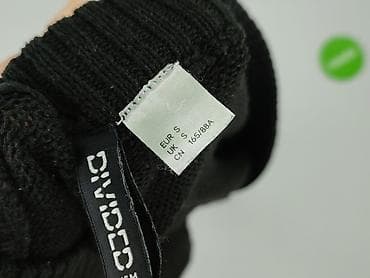 EUR S
UK S
CN 165/88A
DIVIDED